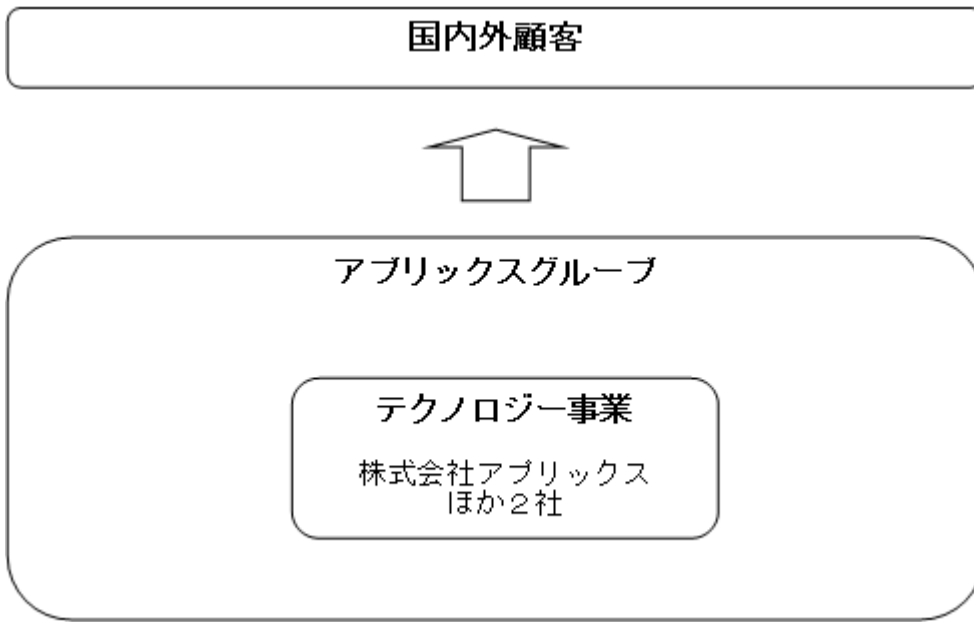 国内外顧客
アプリックスグループ
テクノロジー事業
株式会社アプリックス
ほか２社